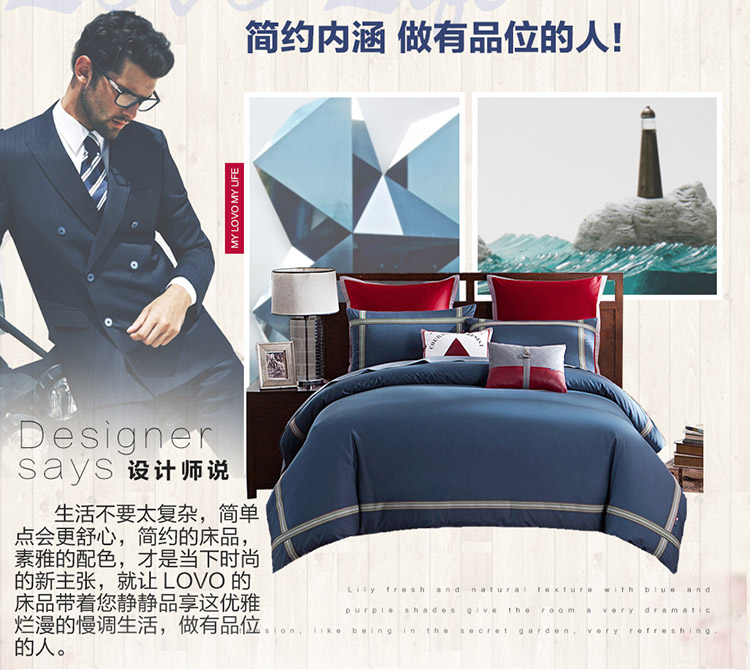 Love Life
简约内涵 做有品位的人!
MY LOVO MY LIFE
Designer
says 设计师说
生活不要太复杂，简单
点会更舒心，简约的床品，
素雅的配色，才是当下时尚
的新主张，就让 LOVO 的
床品带着您静静品享这优雅
烂漫的慢调生活，做有品位
的人。
Lily fresh and natural texture with blue and
purple shades give the room a very dramatic
sion, like being in the secret garden, very refreshing.